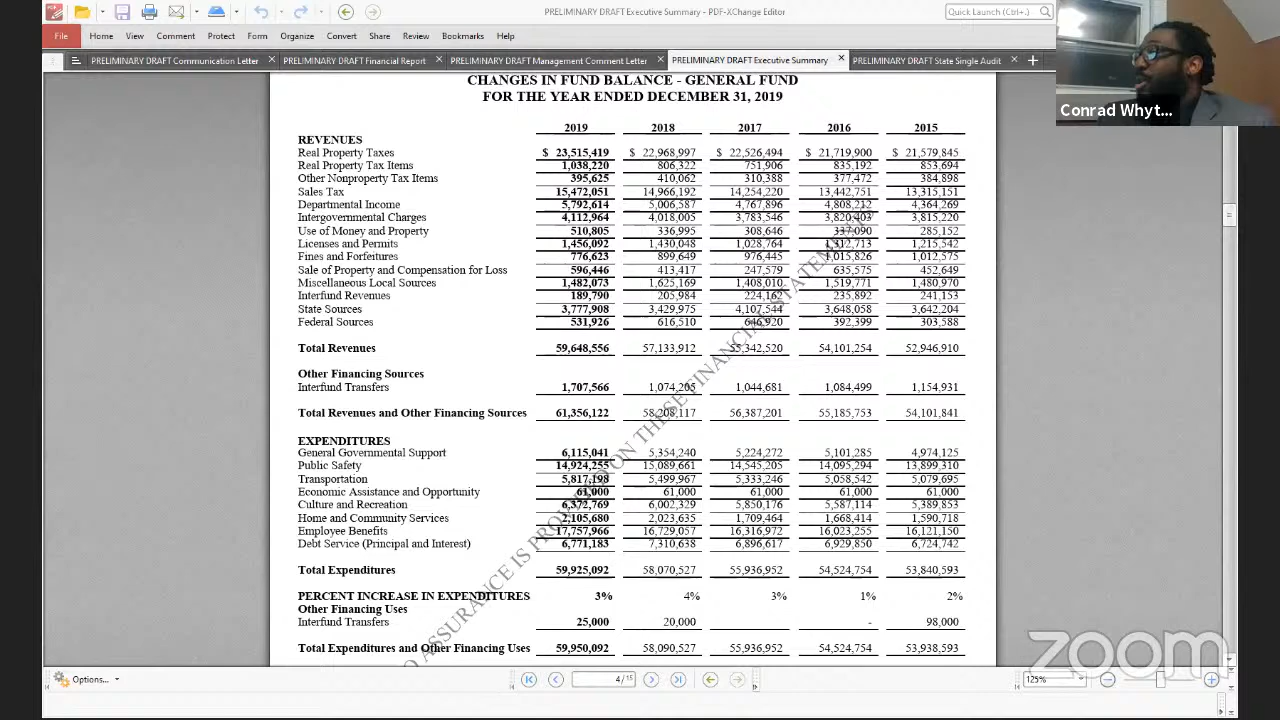 PRELIMINARY DRAFT Executive Summary - PDF-XChange Editor
Quick Launch (Ctrl+.)
File Home View Comment Protect Form Organize Convert Share Review Bookmarks Help
PRELIMINARY DRAFT Communication Letter × PRELIMINARY DRAFT Financial Report × PRELIMINARY DRAFT Management Comment Letter × PRELIMINARY DRAFT Executive Summary × PRELIMINARY DRAFT State Single Audit ×
Conrad Whyt...
CHANGES IN FUND BALANCE - GENERAL FUND
FOR THE YEAR ENDED DECEMBER 31, 2019
2019 2018 2017 2016 2015
REVENUES
Real Property Taxes $ 23,515,419 $ 22,968,997 $ 22,526,494 $ 21,719,900 $ 21,579,845
Real Property Tax Items 1,038,220 806,322 751,906 835,192 853,694
Other Nonproperty Tax Items 395,625 410,062 310,388 377,472 384,898
Sales Tax 15,472,051 14,966,192 14,254,220 13,442,751 13,315,151
Departmental Income 5,792,614 5,006,587 4,767,896 4,808,212 4,364,269
Intergovernmental Charges 4,112,964 4,018,005 3,783,546 3,820,403 3,815,220
Use of Money and Property 510,805 336,995 308,646 337,090 285,152
Licenses and Permits 1,456,092 1,430,048 1,028,764 1,312,713 1,215,542
Fines and Forfeitures 776,623 899,649 976,445 1,015,826 1,012,575
Sale of Property and Compensation for Loss 596,446 413,417 247,579 635,575 452,649
Miscellaneous Local Sources 1,482,073 1,625,169 1,408,010 1,519,771 1,480,970
Interfund Revenues 189,790 205,984 224,162 235,892 241,153
State Sources 3,777,908 3,429,975 4,107,544 3,648,058 3,642,204
Federal Sources 531,926 616,510 646,920 392,399 303,588
Total Revenues 59,648,556 57,133,912 55,342,520 54,101,254 52,946,910
Other Financing Sources
Interfund Transfers 1,707,566 1,074,205 1,044,681 1,084,499 1,154,931
Total Revenues and Other Financing Sources 61,356,122 58,208,117 56,387,201 55,185,753 54,101,841
EXPENDITURES
General Governmental Support 6,115,041 5,354,240 5,224,272 5,101,285 4,974,125
Public Safety 14,924,255 15,089,661 14,545,205 14,095,294 13,899,310
Transportation 5,817,198 5,499,967 5,333,246 5,058,542 5,079,695
Economic Assistance and Opportunity 61,000 61,000 61,000 61,000 61,000
Culture and Recreation 6,372,769 6,002,329 5,850,176 5,587,114 5,389,853
Home and Community Services 2,105,680 2,023,635 1,709,464 1,668,414 1,590,718
Employee Benefits 17,757,966 16,729,057 16,316,972 16,023,255 16,121,150
Debt Service (Principal and Interest) 6,771,183 7,310,638 6,896,617 6,929,850 6,724,742
Total Expenditures 59,925,092 58,070,527 55,936,952 54,524,754 53,840,593
PERCENT INCREASE IN EXPENDITURES 3% 4% 3% 1% 2%
Other Financing Uses
Interfund Transfers 25,000 20,000 - 98,000
Total Expenditures and Other Financing Uses 59,950,092 58,090,527 55,936,952 54,524,754 53,938,593
O ASSURANCE IS PROVIDED ON THESE FINANCIAL STATEMENTS
zoom
Options... 4/15 125%